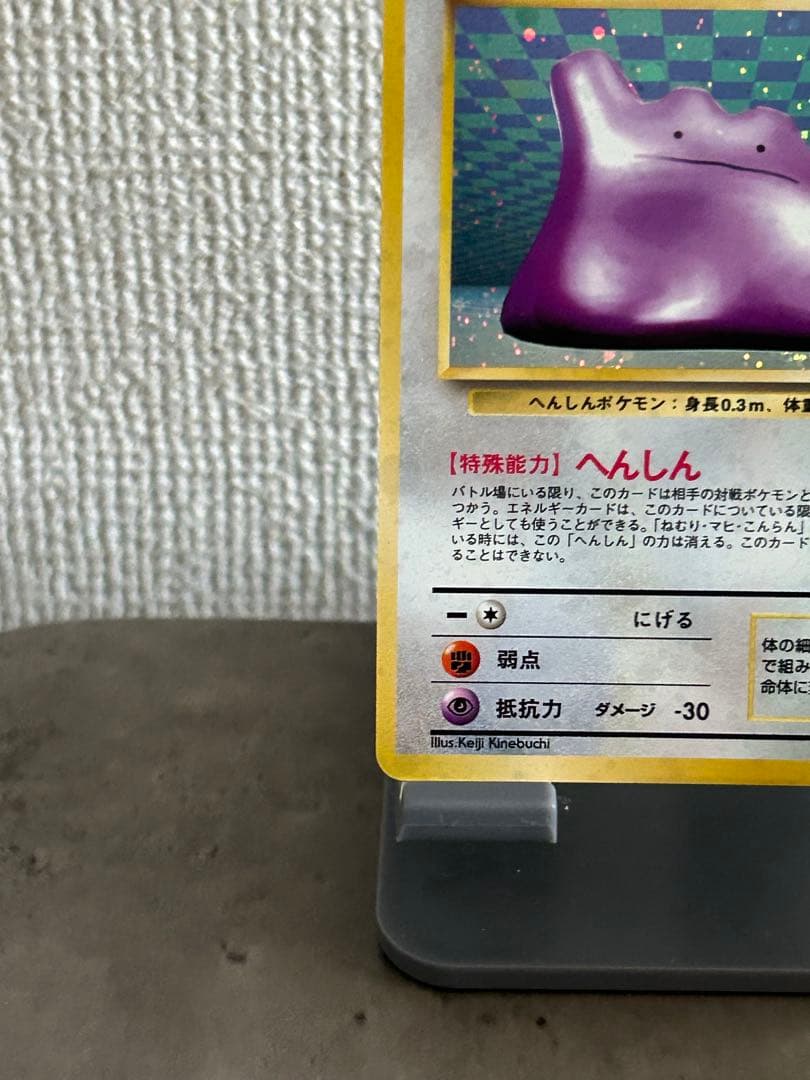 へんしんポケモン：身長0.3m、体重
【特殊能力】へんしん
バトル場にいる限り、このカードは相手の対戦ポケモンと
つかう。エネルギーカードは、このカードについている限
ギーとしても使うことができる。「ねむり・マヒ・こんらん」
いる時には、この「へんしん」の力は消える。このカード
ることはできない。
ー にげる
弱点
抵抗力 ダメージ -30
体の細
で組み
命体に
illus.Keiji Kinebuchi